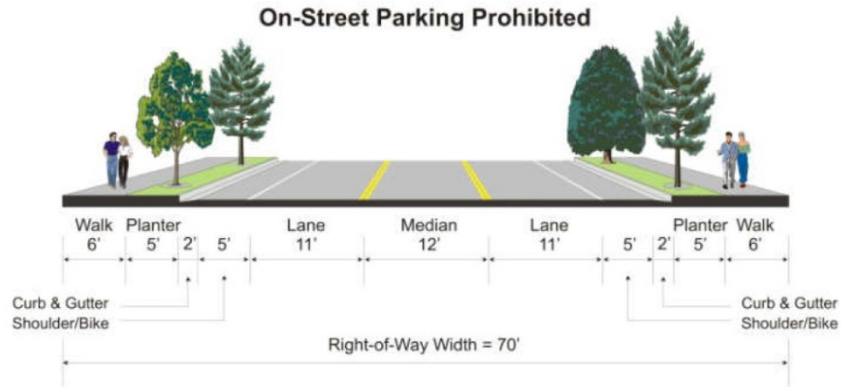 On-Street Parking Prohibited
Walk Planter Lane Median Lane Planter Walk
6' 5' 2' 5' 11' 12' 11' 5' 2' 5' 6'
Curb & Gutter Curb & Gutter
Shoulder/Bike Shoulder/Bike
Right-of-Way Width = 70'